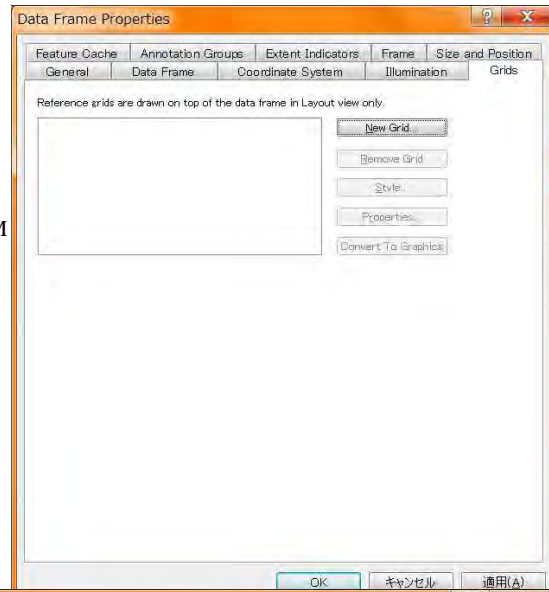 Data Frame Properties
Feature Cache Annotation Groups Extent Indicators Frame Size and Position
General Data Frame Coordinate System Illumination Grids
Reference grids are drawn on top of the data frame in Layout view only.
New Grid...
Remove Grid
Style...
M
Properties...
Convert To Graphics
OK キャンセル 適用(A)